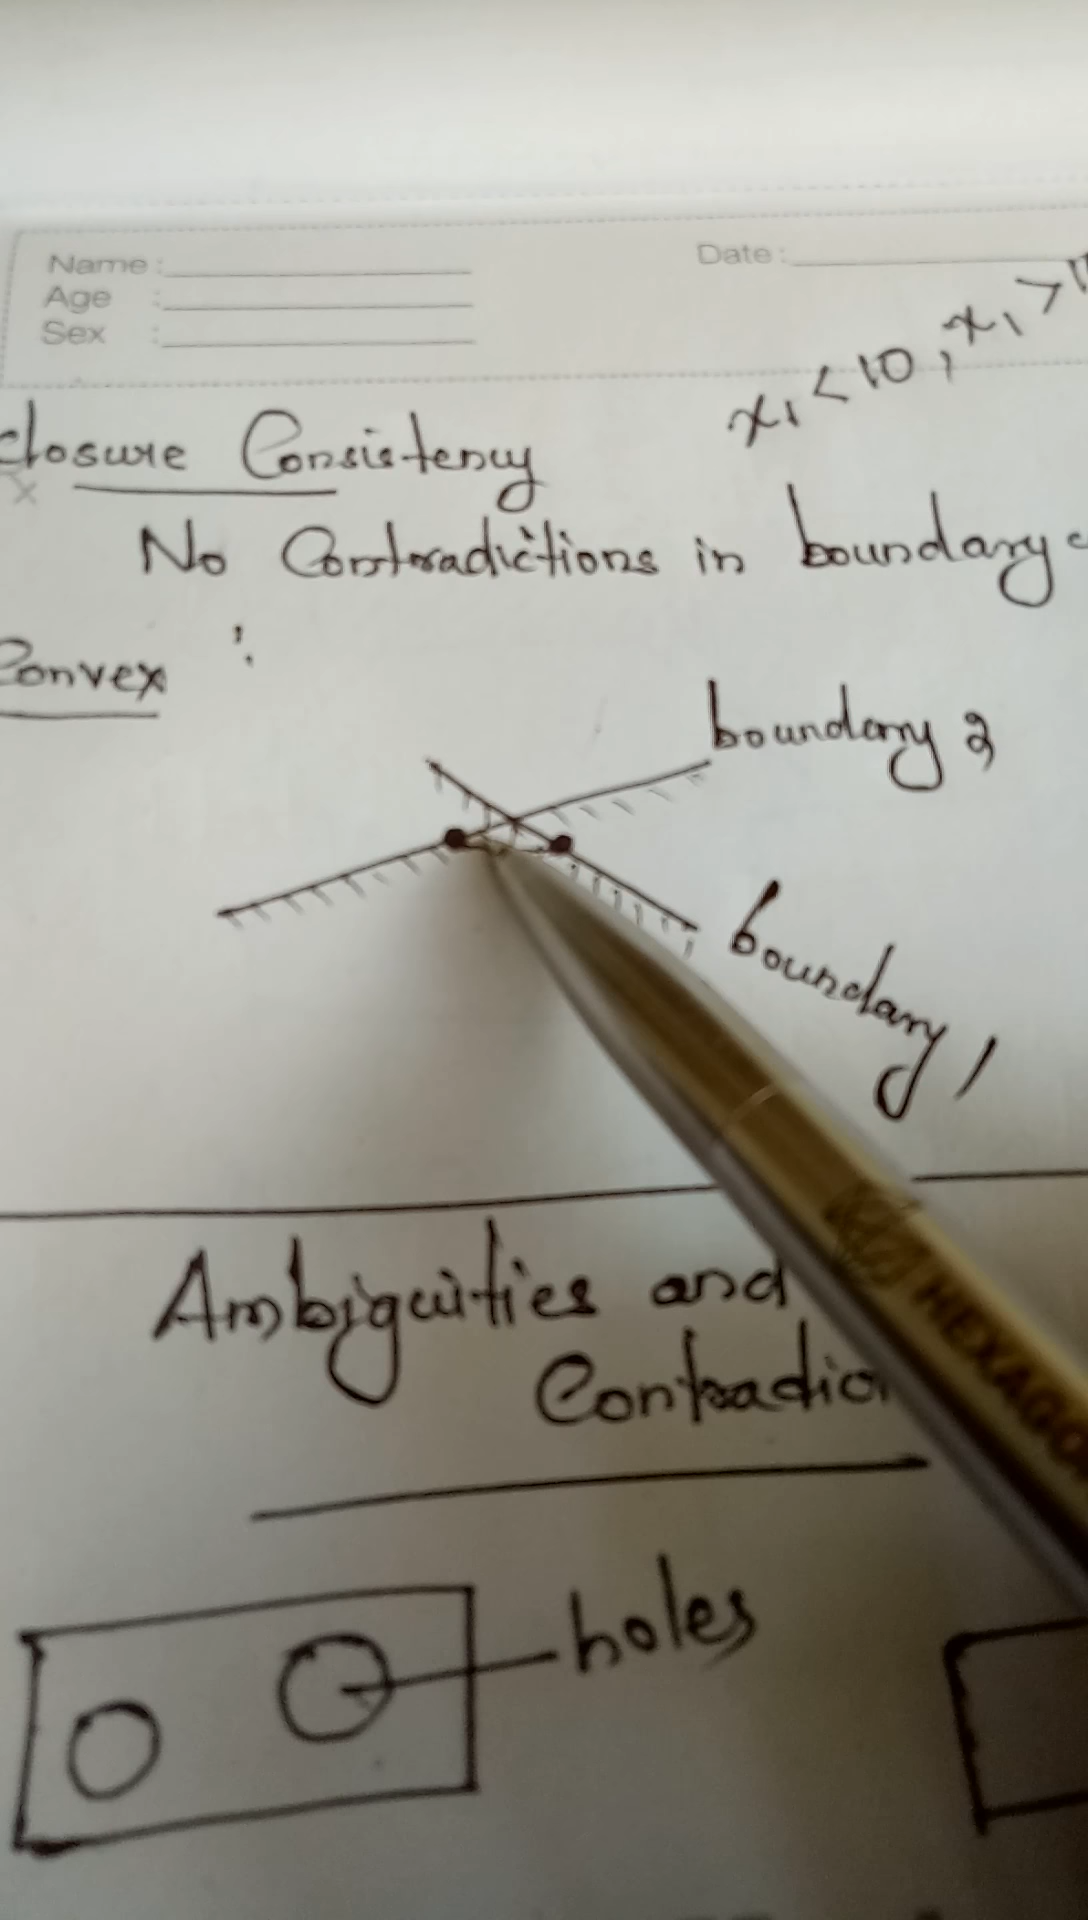 Name :
Date :
Age :
Sex :
x₁ < 10, x₁ >
closure Consistency
No Contradictions in boundary
Convex :
boundary 2
boundary 1
Ambiguities and
holes
HEXAGO